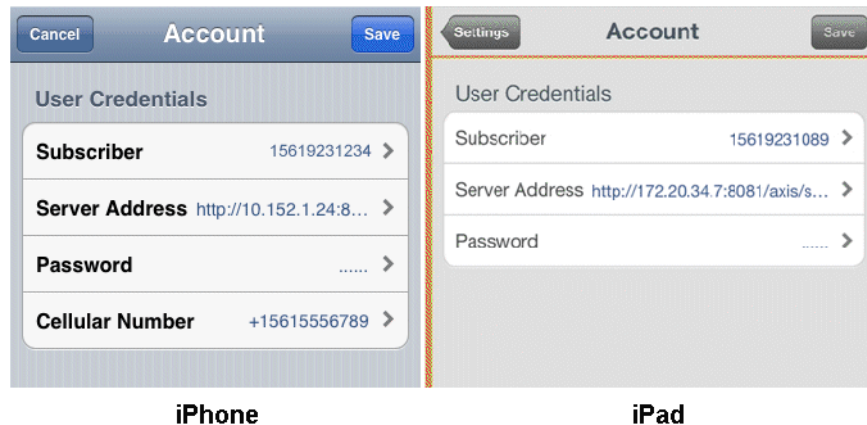 Cancel Account Save
User Credentials
Subscriber 15619231234
Server Address http://10.152.1.24:8...
Password ......
Cellular Number +15615556789
iPhone
Settings Account Save
User Credentials
Subscriber 15619231089
Server Address http://172.20.34.7:8081/axis/s...
Password ......
iPad